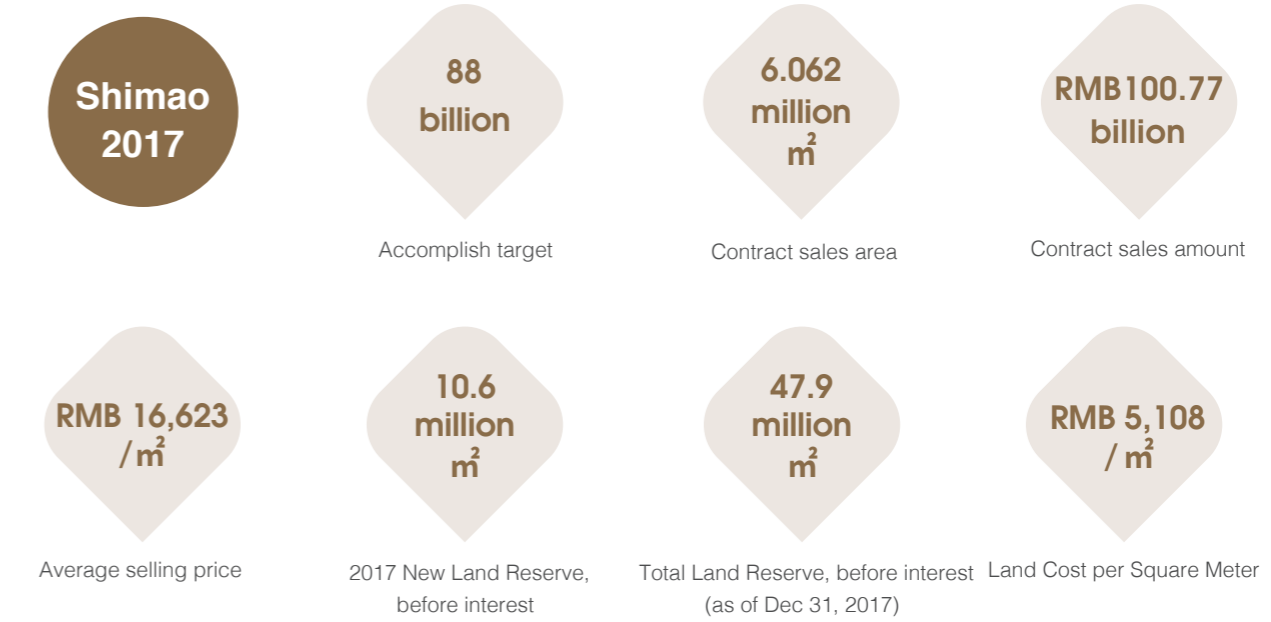 Shimao
2017
88
billion
Accomplish target
6.062
million
m²
Contract sales area
RMB100.77
billion
Contract sales amount
RMB 16,623
/ m²
Average selling price
10.6
million
m²
2017 New Land Reserve,
before interest
47.9
million
m²
Total Land Reserve, before interest
(as of Dec 31, 2017)
RMB 5,108
/ m²
Land Cost per Square Meter